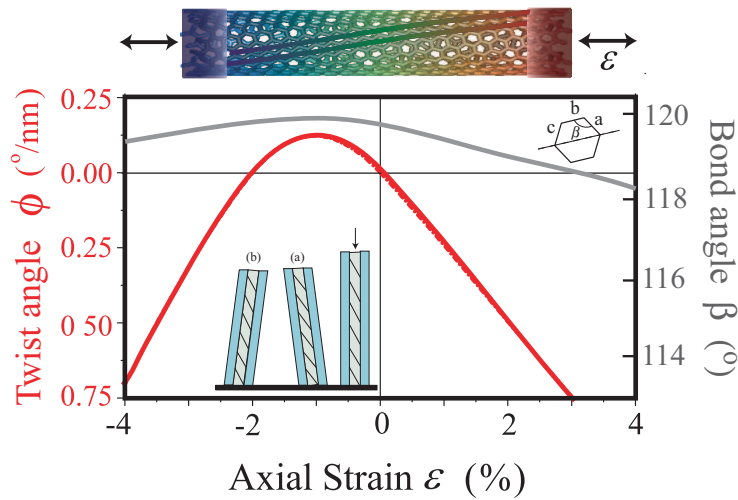 ε
0.25
0.00
0.25
0 50
0.75
Twist angle ϕ (°/nm)
120
118
116
114
Bond angle β (°)
b
c
a
β
(b)
(a)
-4
-2
0
2
4
Axial Strain ε (%)